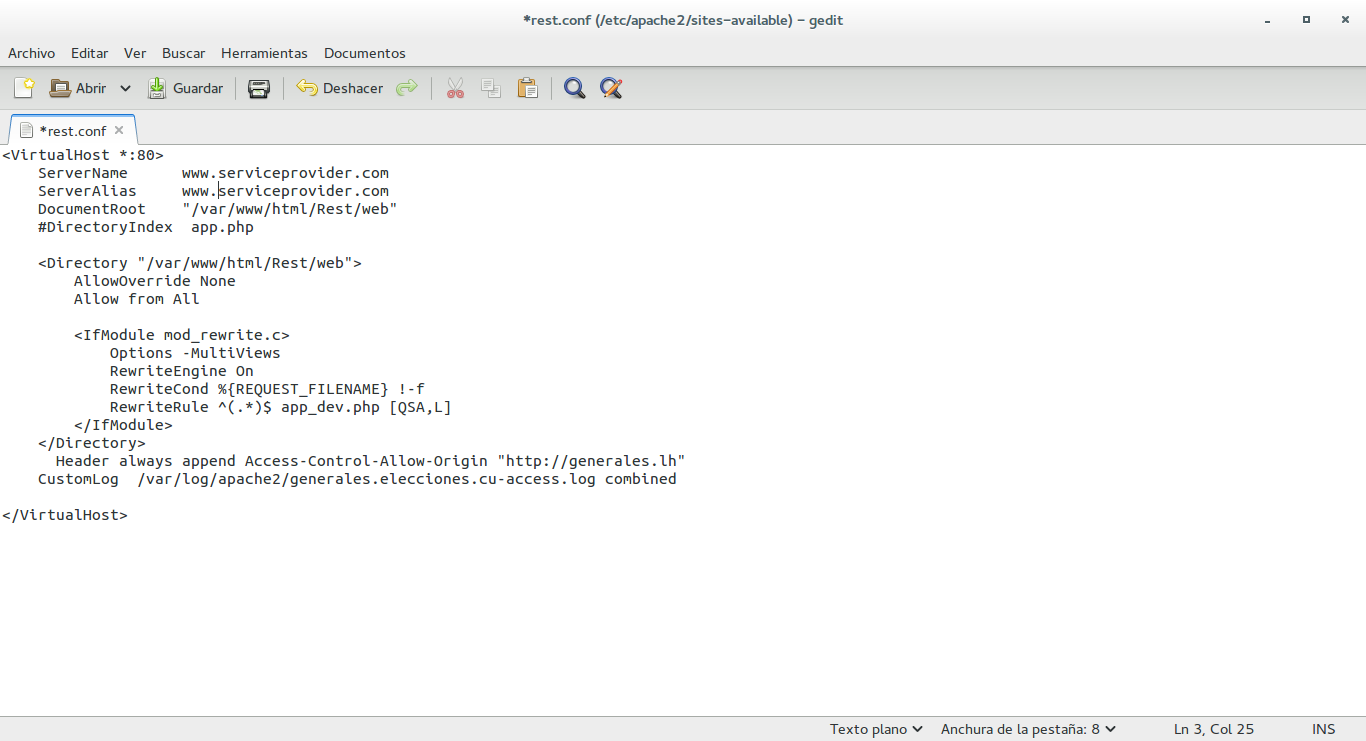 *rest.conf (/etc/apache2/sites-available) - gedit
Archivo Editar Ver Buscar Herramientas Documentos
Abrir Guardar Deshacer
*rest.conf
<VirtualHost *:80>
    ServerName      www.serviceprovider.com
    ServerAlias     www.serviceprovider.com
    DocumentRoot    "/var/www/html/Rest/web"
    #DirectoryIndex  app.php
    <Directory "/var/www/html/Rest/web">
        AllowOverride None
        Allow from All
        <IfModule mod_rewrite.c>
            Options -MultiViews
            RewriteEngine On
            RewriteCond %{REQUEST_FILENAME} !-f
            RewriteRule ^(.*)$ app_dev.php [QSA,L]
        </IfModule>
    </Directory>
      Header always append Access-Control-Allow-Origin "http://generales.lh"
    CustomLog  /var/log/apache2/generales.elecciones.cu-access.log combined
</VirtualHost>
Texto plano Anchura de la pestaña: 8 Ln 3, Col 25 INS